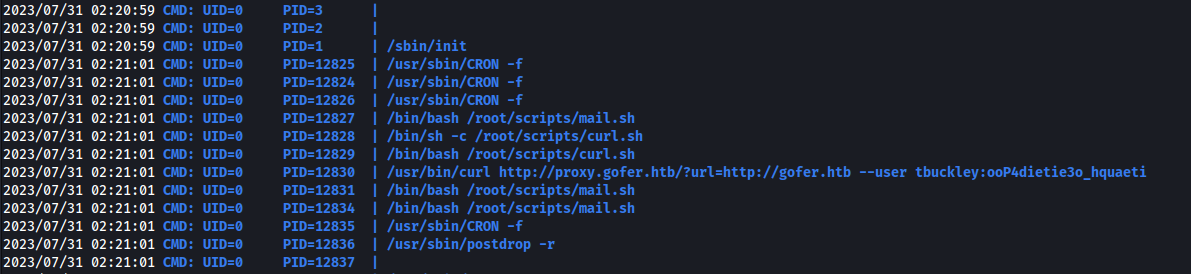 2023/07/31 02:20:59 CMD: UID=0     PID=3      |
2023/07/31 02:20:59 CMD: UID=0     PID=2      |
2023/07/31 02:20:59 CMD: UID=0     PID=1      | /sbin/init
2023/07/31 02:21:01 CMD: UID=0     PID=12825  | /usr/sbin/CRON -f
2023/07/31 02:21:01 CMD: UID=0     PID=12824  | /usr/sbin/CRON -f
2023/07/31 02:21:01 CMD: UID=0     PID=12826  | /usr/sbin/CRON -f
2023/07/31 02:21:01 CMD: UID=0     PID=12827  | /bin/bash /root/scripts/mail.sh
2023/07/31 02:21:01 CMD: UID=0     PID=12828  | /bin/sh -c /root/scripts/curl.sh
2023/07/31 02:21:01 CMD: UID=0     PID=12829  | /bin/bash /root/scripts/curl.sh
2023/07/31 02:21:01 CMD: UID=0     PID=12830  | /usr/bin/curl http://proxy.gofer.htb/?url=http://gofer.htb --user tbuckley:ooP4dietie3o_hquaeti
2023/07/31 02:21:01 CMD: UID=0     PID=12831  | /bin/bash /root/scripts/mail.sh
2023/07/31 02:21:01 CMD: UID=0     PID=12834  | /bin/bash /root/scripts/mail.sh
2023/07/31 02:21:01 CMD: UID=0     PID=12835  | /usr/sbin/CRON -f
2023/07/31 02:21:01 CMD: UID=0     PID=12836  | /usr/sbin/postdrop -r
2023/07/31 02:21:01 CMD: UID=0     PID=12837  |